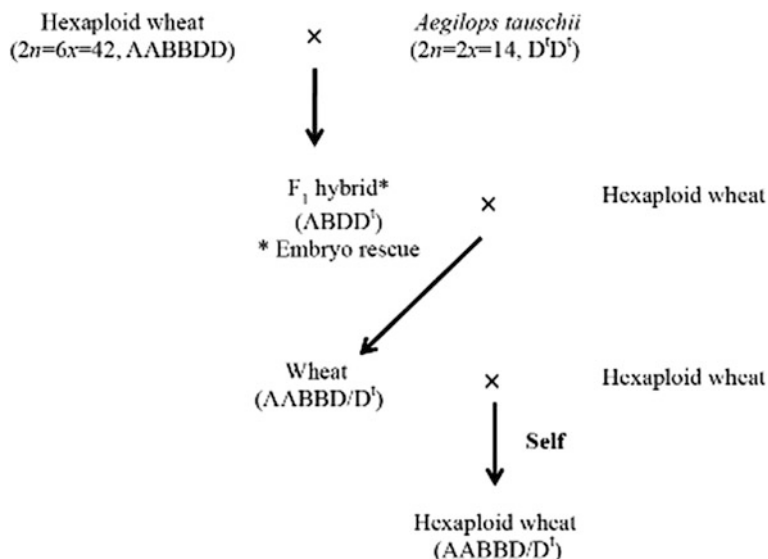 Hexaploid wheat
(2n=6x=42, AABBDD)
×
Aegilops tauschii
(2n=2x=14, DᵗDᵗ)
F₁ hybrid*
(ABDDᵗ)
* Embryo rescue
×
Hexaploid wheat
Wheat
(AABBD/Dᵗ)
×
Hexaploid wheat
Self
Hexaploid wheat
(AABBD/Dᵗ)